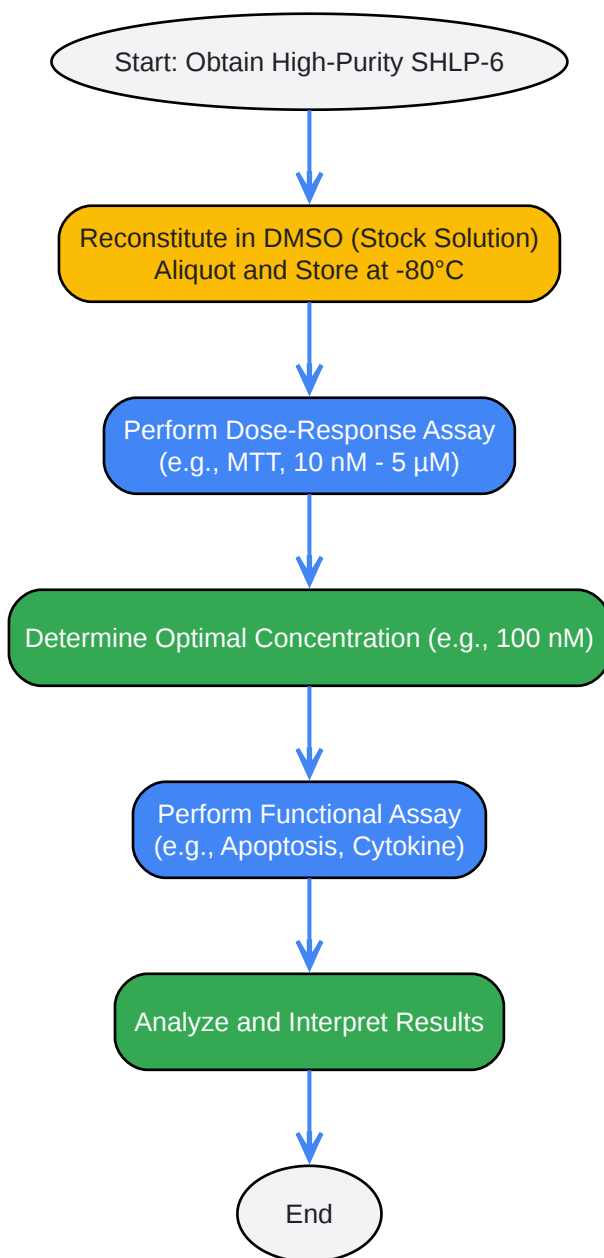 Start: Obtain High-Purity SHLP-6
Reconstitute in DMSO (Stock Solution)
Aliquot and Store at -80°C
Perform Dose-Response Assay
(e.g., MTT, 10 nM - 5 µM)
Determine Optimal Concentration (e.g., 100 nM)
Perform Functional Assay
(e.g., Apoptosis, Cytokine)
Analyze and Interpret Results
End